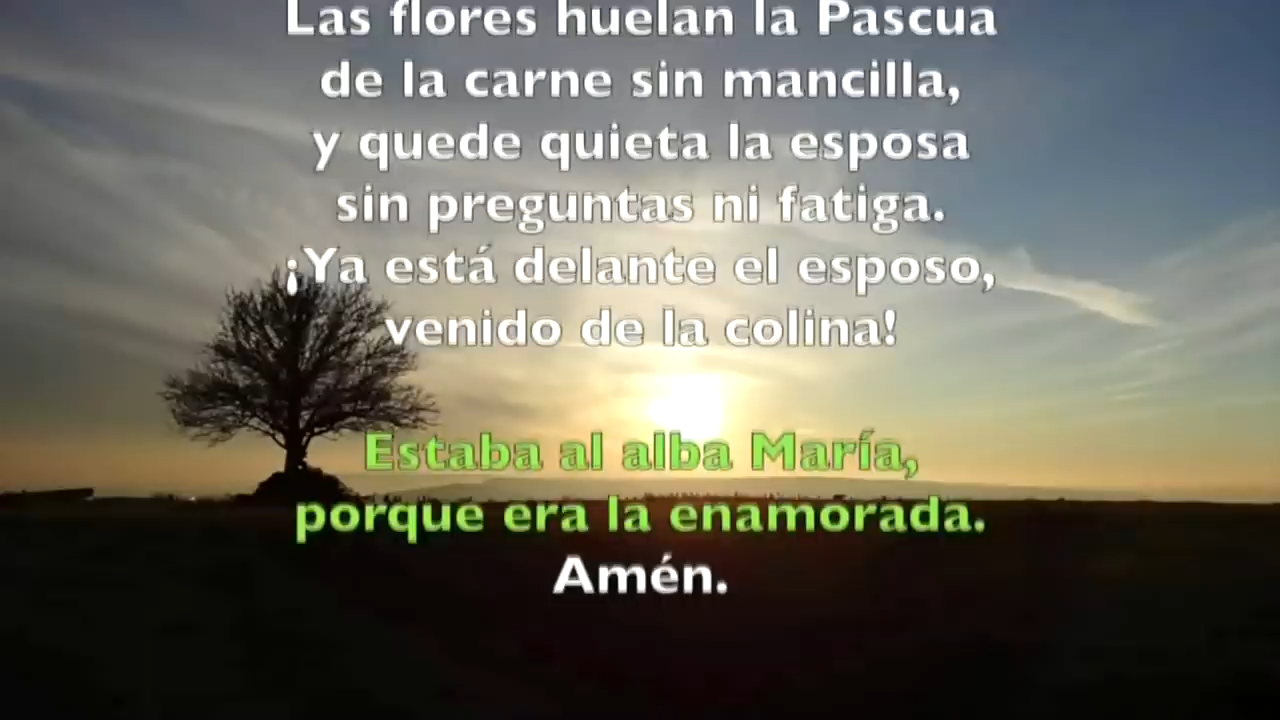 Las flores huelan la Pascua
de la carne sin mancilla,
y quede quieta la esposa
sin preguntas ni fatiga.
¡Ya está delante el esposo,
venido de la colina!
Estaba al alba María,
porque era la enamorada.
Amén.